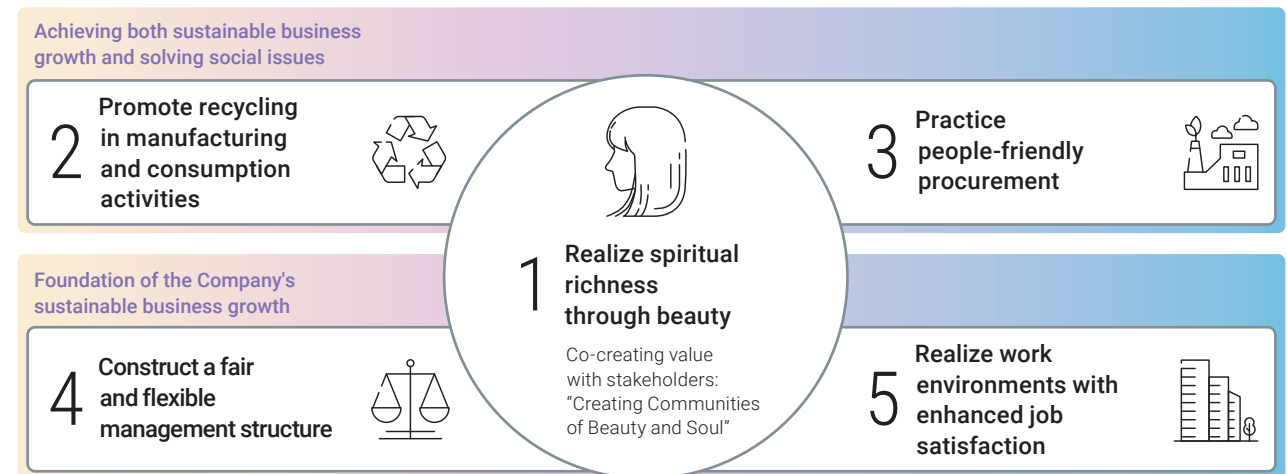 Achieving both sustainable business
growth and solving social issues
2
Promote recycling
in manufacturing
and consumption
activities
3
Practice
people-friendly
procurement
1
Realize spiritual
richness
through beauty
Co-creating value
with stakeholders:
“Creating Communities
of Beauty and Soul”
Foundation of the Company's
sustainable business growth
4
Construct a fair
and flexible
management structure
5
Realize work
environments with
enhanced job
satisfaction